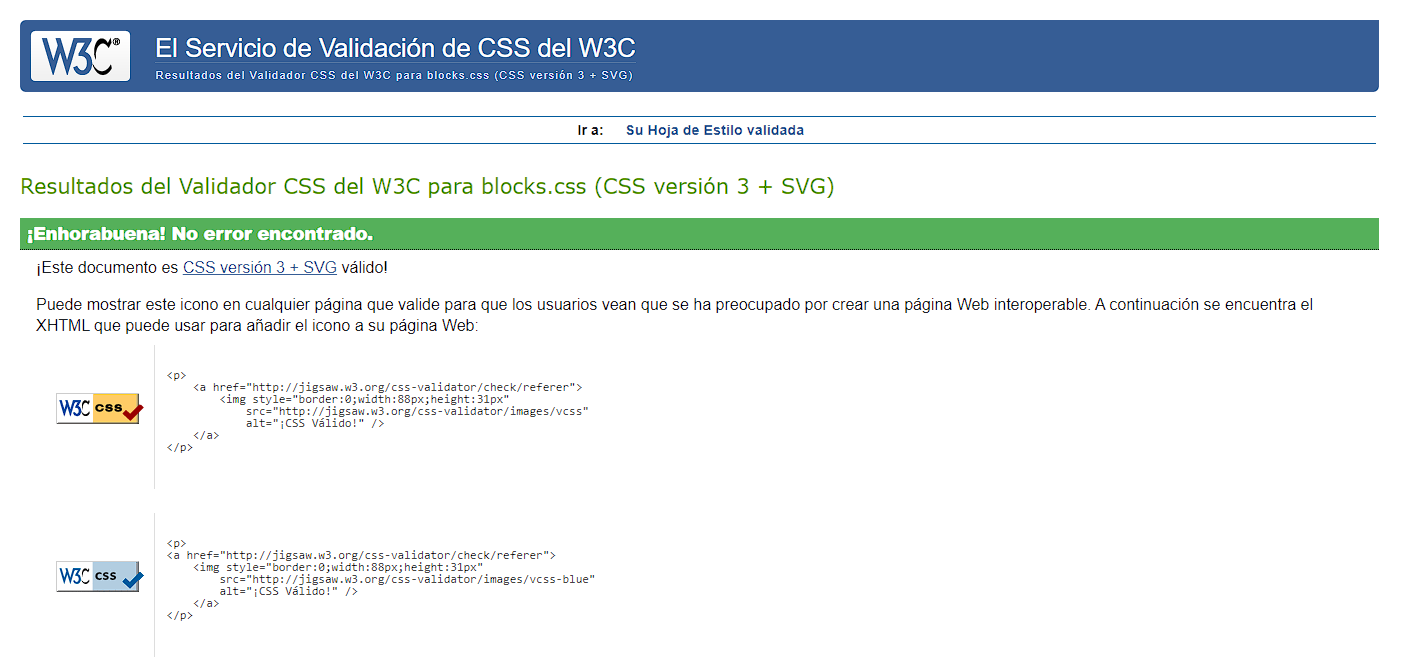 W3C®
El Servicio de Validación de CSS del W3C
Resultados del Validador CSS del W3C para blocks.css (CSS versión 3 + SVG)
Ir a: Su Hoja de Estilo validada
Resultados del Validador CSS del W3C para blocks.css (CSS versión 3 + SVG)
¡Enhorabuena! No error encontrado.
¡Este documento es CSS versión 3 + SVG válido!
Puede mostrar este icono en cualquier página que valide para que los usuarios vean que se ha preocupado por crear una página Web interoperable. A continuación se encuentra el
XHTML que puede usar para añadir el icono a su página Web:
W3C css
<p>
<a href="http://jigsaw.w3.org/css-validator/check/referer">
<img style="border:0;width:88px;height:31px"
src="http://jigsaw.w3.org/css-validator/images/vcss"
alt="¡CSS Válido!" />
</a>
</p>
W3C css
<p>
<a href="http://jigsaw.w3.org/css-validator/check/referer">
<img style="border:0;width:88px;height:31px"
src="http://jigsaw.w3.org/css-validator/images/vcss-blue"
alt="¡CSS Válido!" />
</a>
</p>